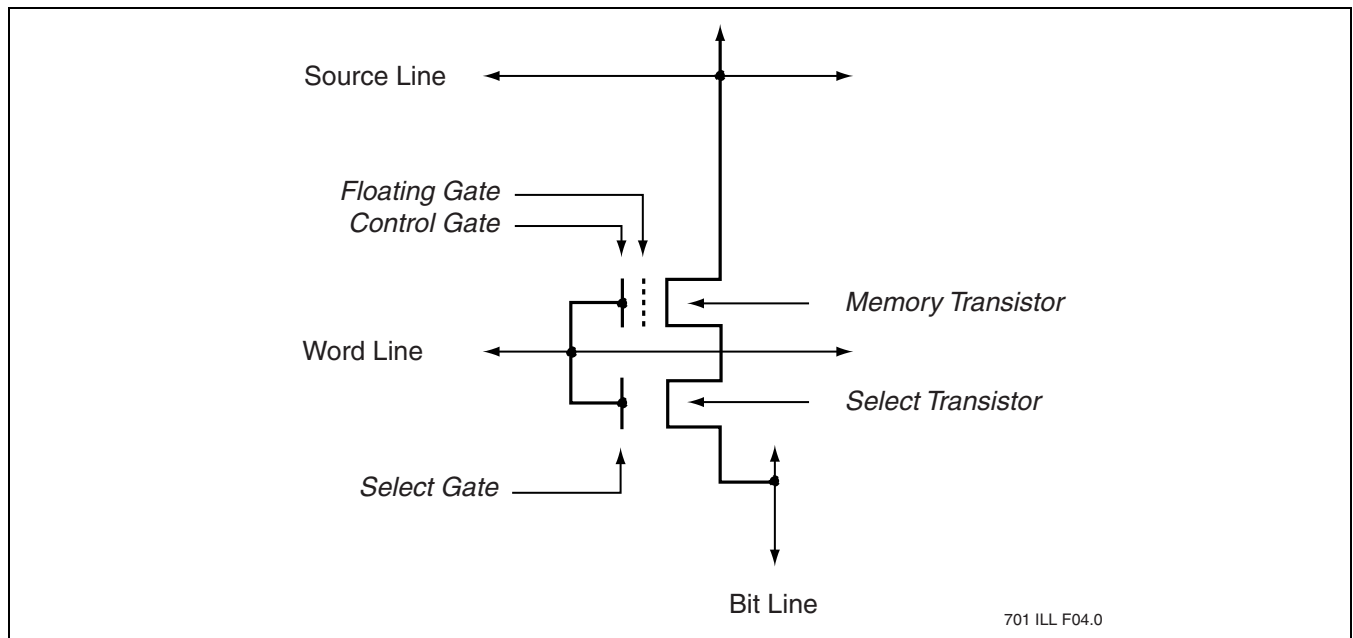 Source Line
Floating Gate
Control Gate
Memory Transistor
Word Line
Select Transistor
Select Gate
Bit Line
701 ILL F04.0